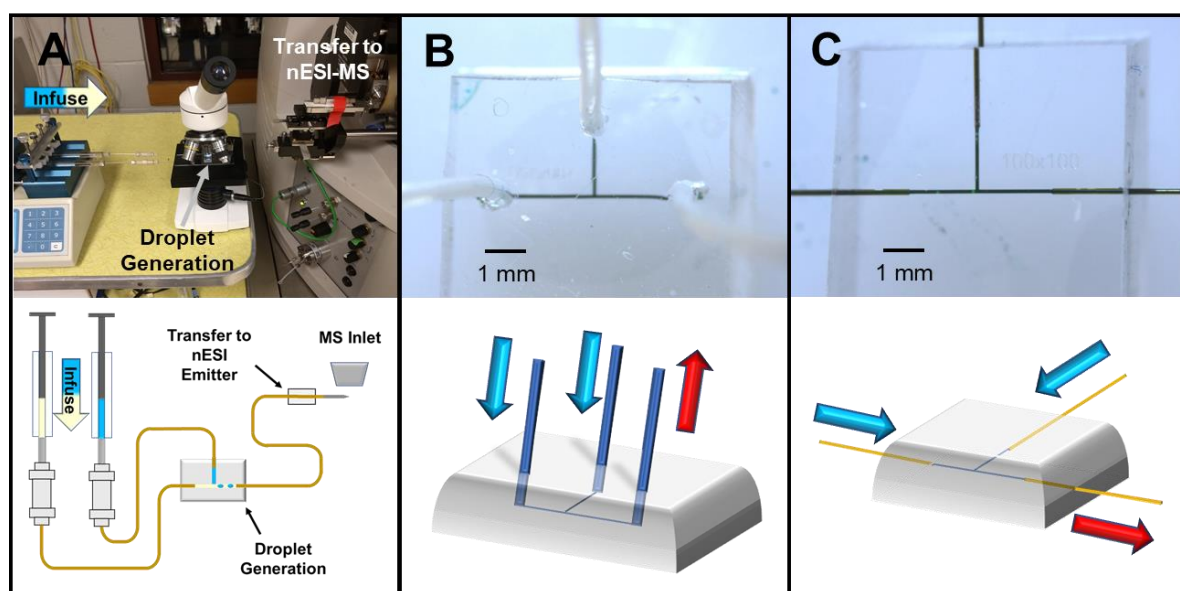 A
Transfer to
nESI-MS
Infuse
Droplet
Generation
Transfer to
nESI
Emitter
MS Inlet
Infuse
Droplet
Generation
B
1 mm
C
100x100
1 mm